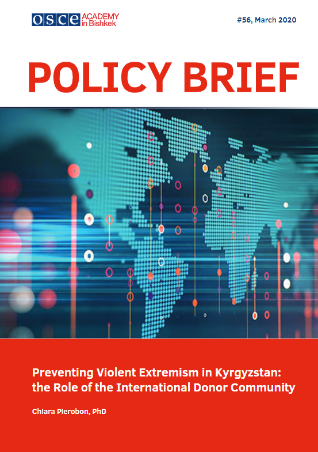 OSCE ACADEMY
in Bishkek
#56, March 2020
POLICY BRIEF
Preventing Violent Extremism in Kyrgyzstan:
the Role of the International Donor Community
Chiara Pierobon, PhD